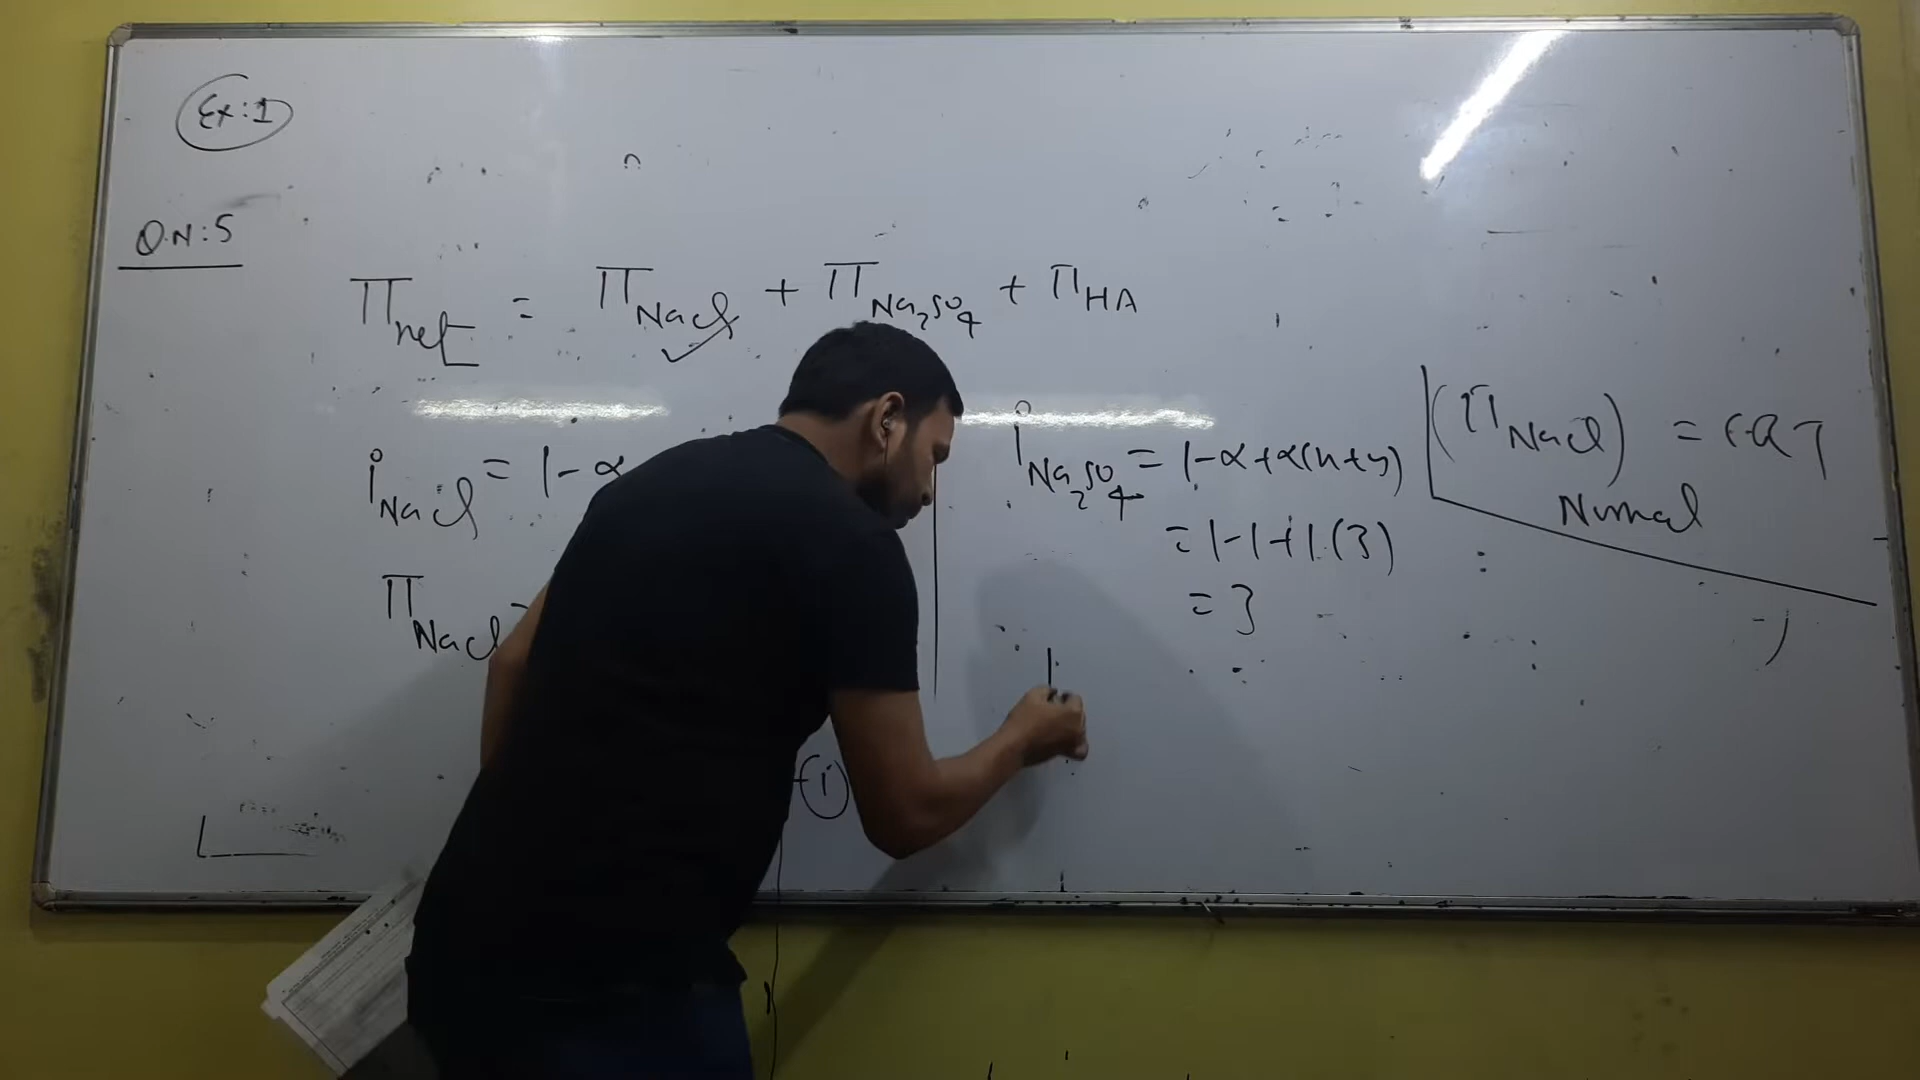 Ex:1
Q.N:5
π_net = π_NaCl + π_Na₂SO₄ + π_HA
i_NaCl = 1-α
π_NaCl =
(i)
i_Na₂SO₄ = 1-α+α(x+y)
= 1-1+1.(3)
= 3
(π_NaCl) = CRT
Normal